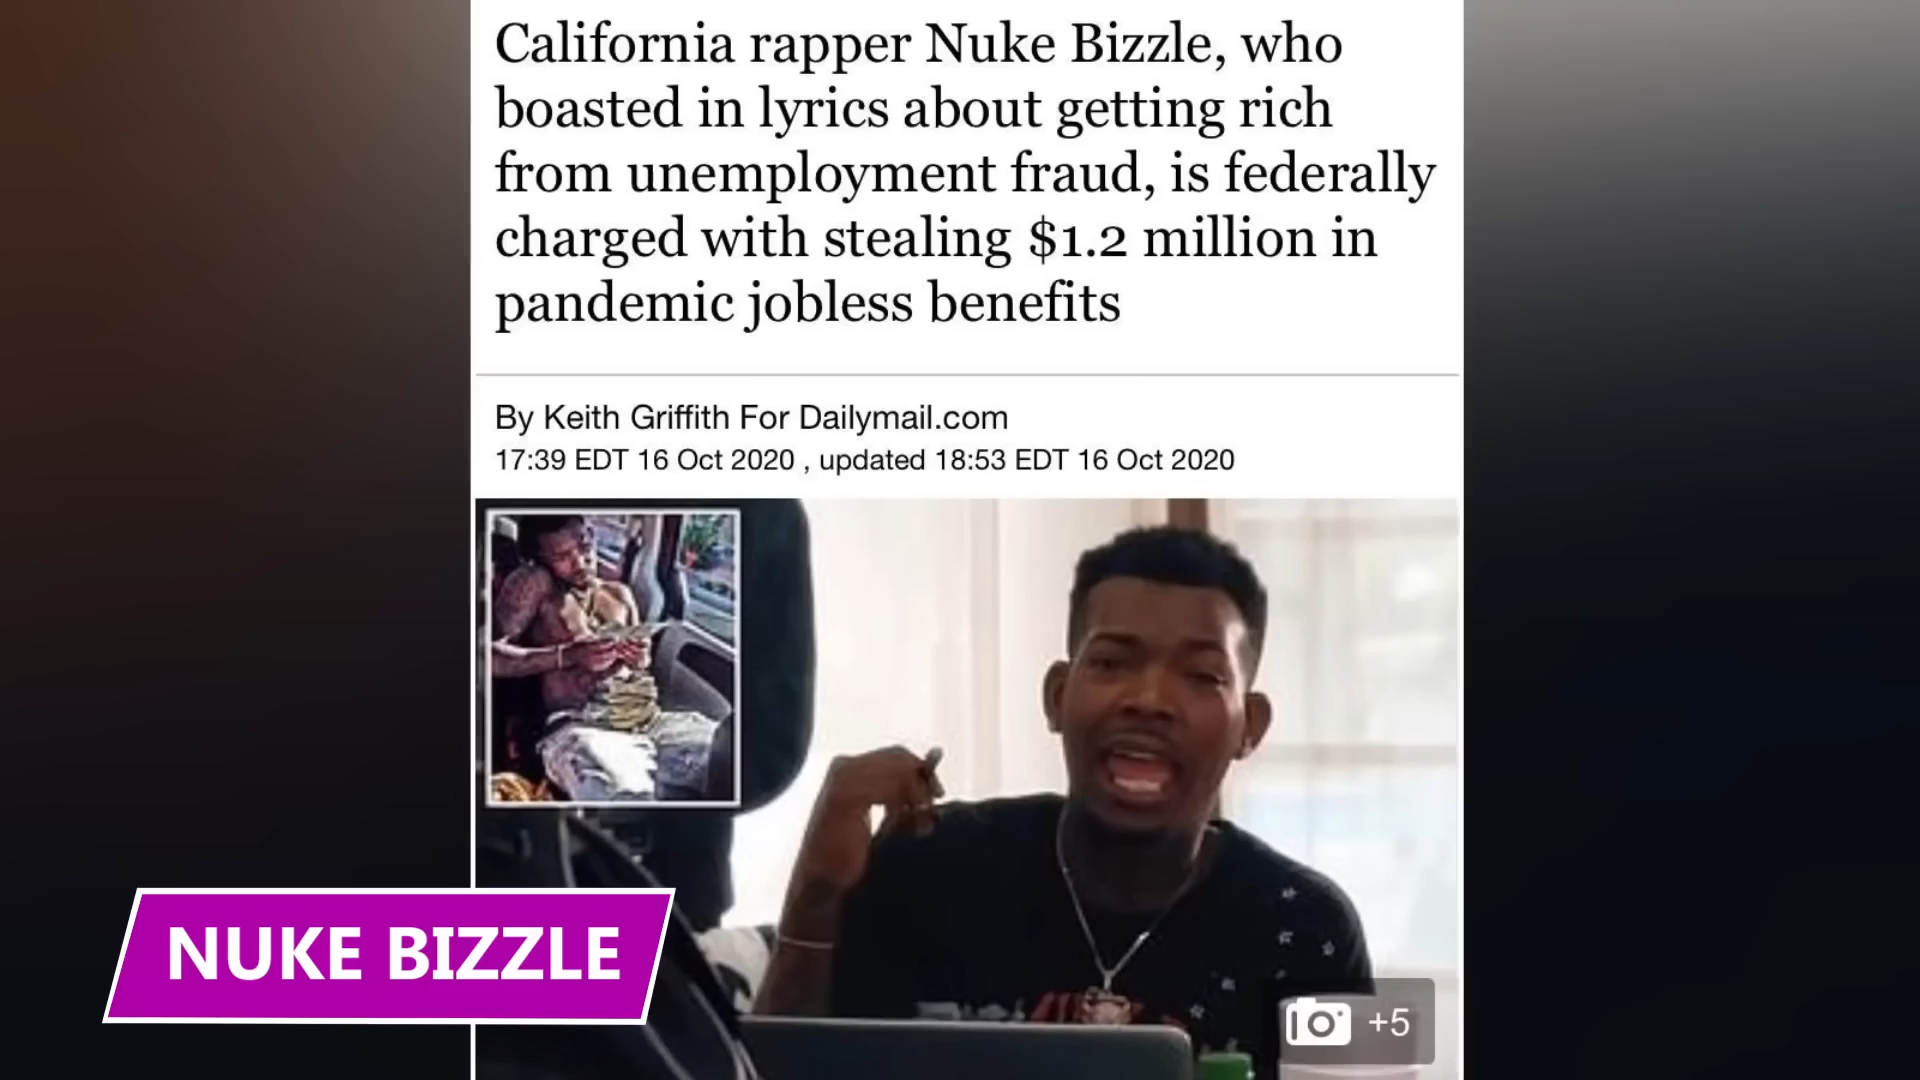 California rapper Nuke Bizzle, who
boasted in lyrics about getting rich
from unemployment fraud, is federally
charged with stealing $1.2 million in
pandemic jobless benefits
By Keith Griffith For Dailymail.com
17:39 EDT 16 Oct 2020 , updated 18:53 EDT 16 Oct 2020
NUKE BIZZLE
+5